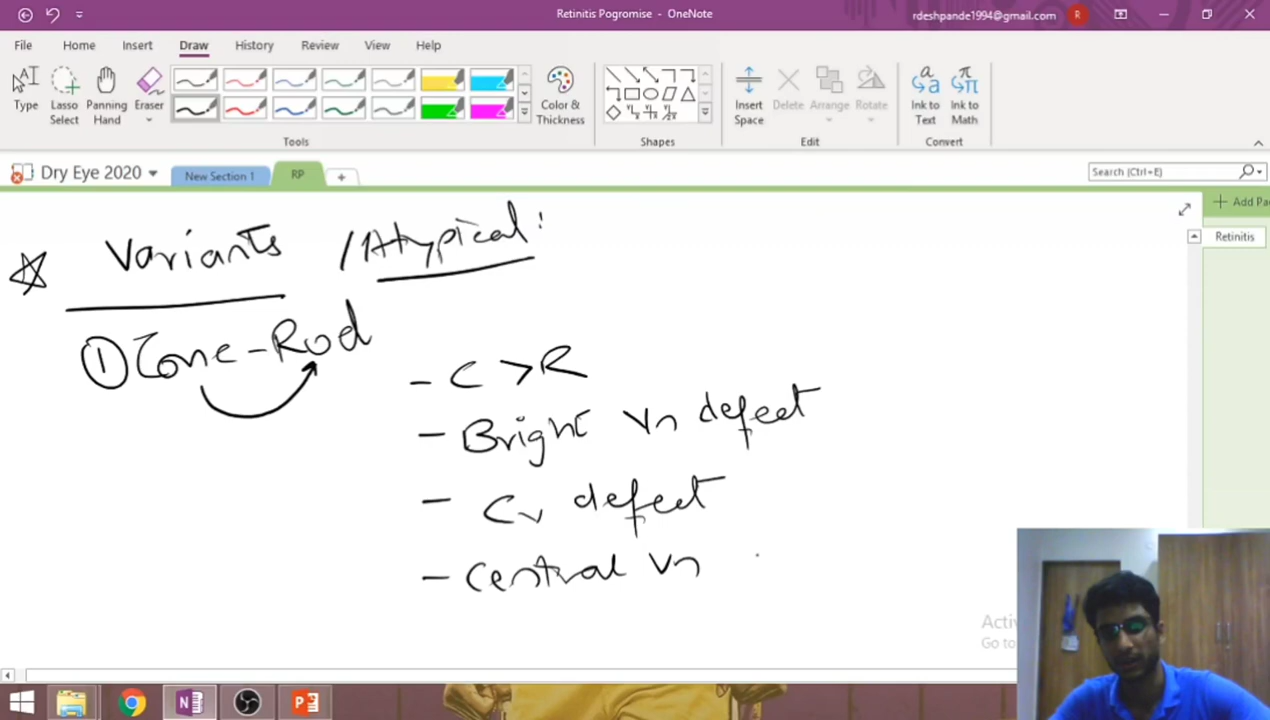 Retinitis Pogromise - OneNote
rdeshpande1994@gmail.com R
File Home Insert Draw History Review View Help
Type
Lasso Select
Panning Hand
Eraser
Color & Thickness
Insert Space
Delete
Arrange
Rotate
Ink to Text
Ink to Math
Tools
Shapes
Edit
Convert
Dry Eye 2020
New Section 1
RP
Search (Ctrl+E)
Add Pa
Retinitis
Variants / Atypical:
① Cone-Rod
- C > R
- Bright Vn defect
- Cv defect
- Central Vn
Activ
Go to